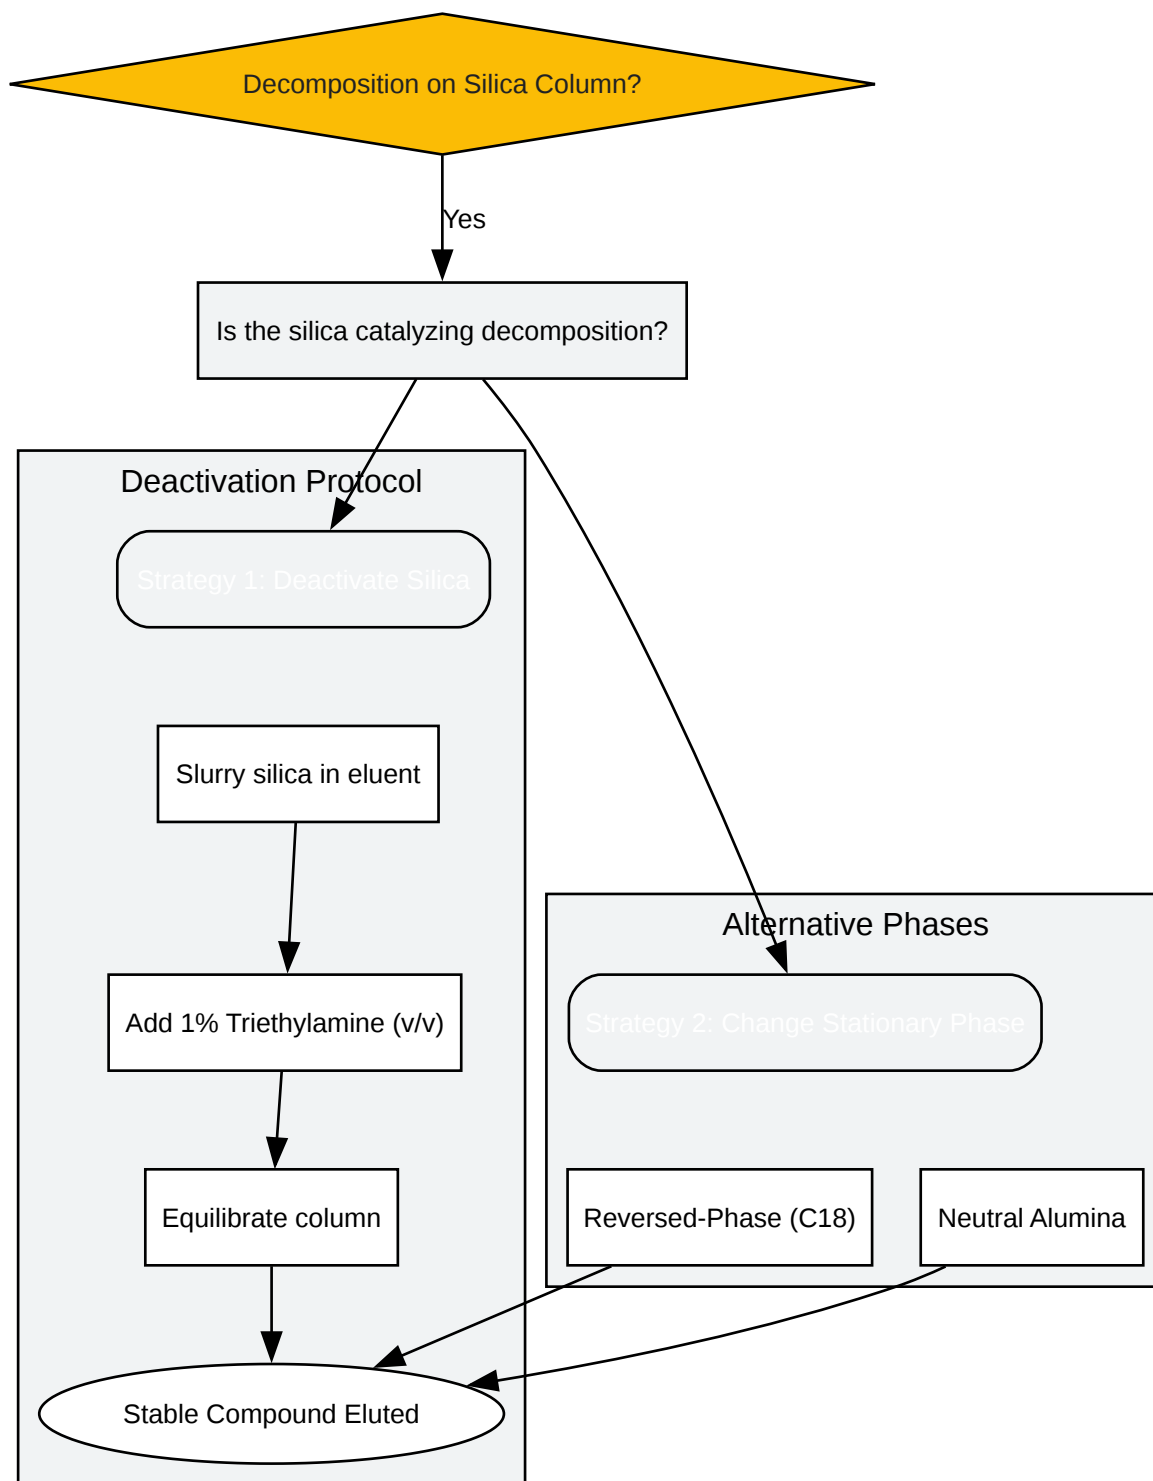 Decomposition on Silica Column?
Yes
Is the silica catalyzing decomposition?
Deactivation Protocol
Strategy 1: Deactivate Silica
Slurry silica in eluent
Alternative Phases
Add 1% Triethylamine (v/v)
Strategy 2: Change Stationary Phase
Equilibrate column
Reversed-Phase (C18)
Neutral Alumina
Stable Compound Eluted